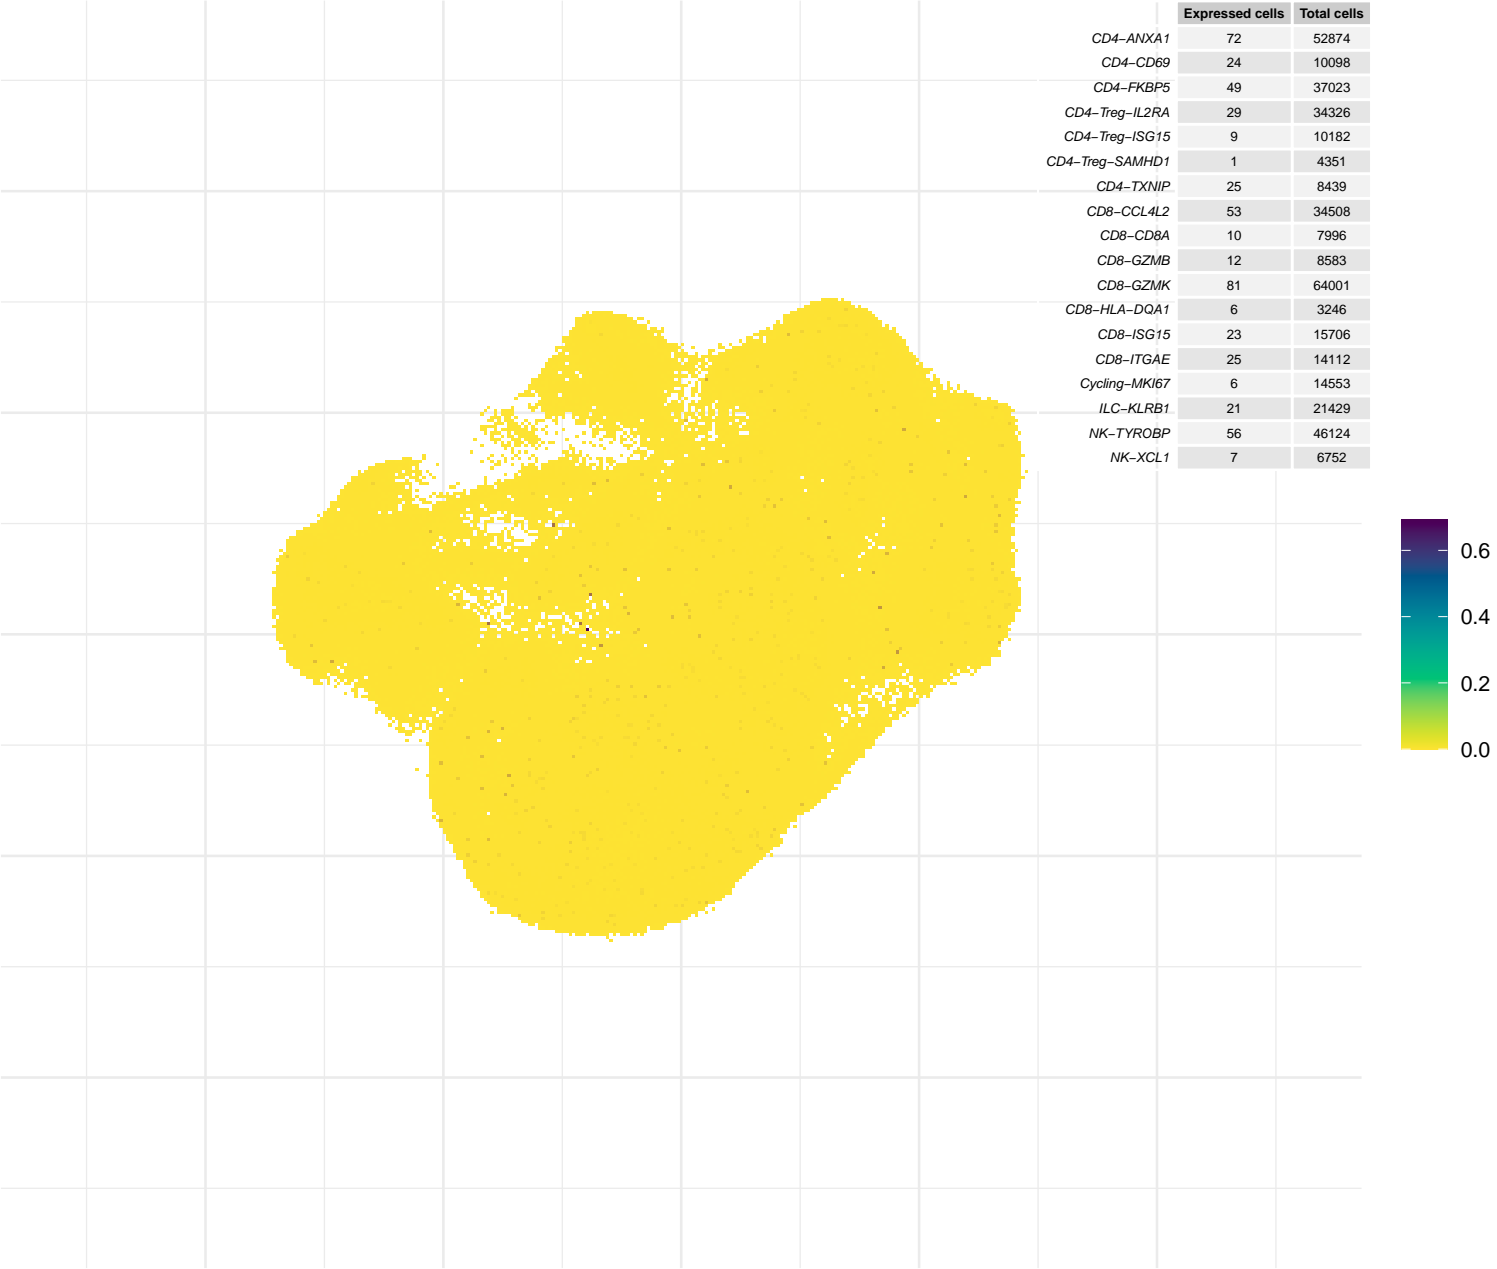 Expressed cells Total cells
CD4−ANXA1 72 52874
CD4−CD69 24 10098
CD4−FKBP5 49 37023
CD4−Treg−IL2RA 29 34326
CD4−Treg−ISG15 9 10182
CD4−Treg−SAMHD1 1 4351
CD4−TXNIP 25 8439
CD8−CCL4L2 53 34508
CD8−CD8A 10 7996
CD8−GZMB 12 8583
CD8−GZMK 81 64001
CD8−HLA−DQA1 6 3246
CD8−ISG15 23 15706
CD8−ITGAE 25 14112
Cycling−MKI67 6 14553
ILC−KLRB1 21 21429
NK−TYROBP 56 46124
NK−XCL1 7 6752
0.6
0.4
0.2
0.0